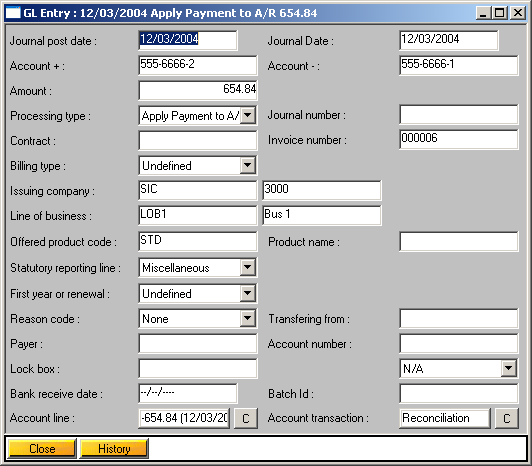 GL Entry : 12/03/2004 Apply Payment to A/R 654.84
Journal post date : 12/03/2004 Journal Date : 12/03/2004
Account + : 555-6666-2 Account - : 555-6666-1
Amount : 654.84
Processing type : Apply Payment to A/ Journal number :
Contract : Invoice number : 000006
Billing type : Undefined
Issuing company : SIC 3000
Line of business : LOB1 Bus 1
Offered product code : STD Product name :
Statutory reporting line : Miscellaneous
First year or renewal : Undefined
Reason code : None Transfering from :
Payer : Account number :
Lock box : N/A
Bank receive date : --/--/---- Batch Id :
Account line : -654.84 (12/03/20 C Account transaction : Reconciliation C
Close History